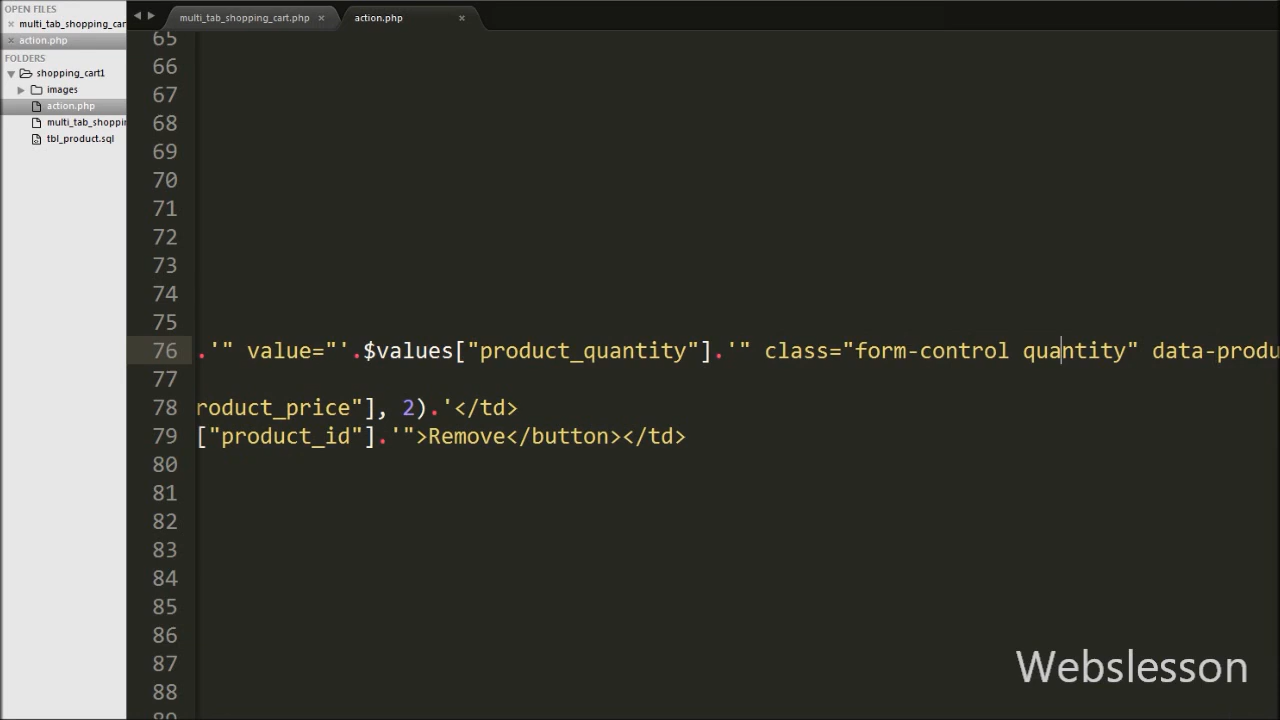 OPEN FILES
multi_tab_shopping_car
action.php
FOLDERS
shopping_cart1
images
action.php
multi_tab_shoppi
tbl_product.sql
multi_tab_shopping_cart.php
action.php
65
66
67
68
69
70
71
72
73
74
75
76 .'" value="'.$values["product_quantity"].'" class="form-control quantity" data-produ
77
78 roduct_price"], 2).'</td>
79 ["product_id"].'">Remove</button></td>
80
81
82
83
84
85
86
87
88
89
Webslesson